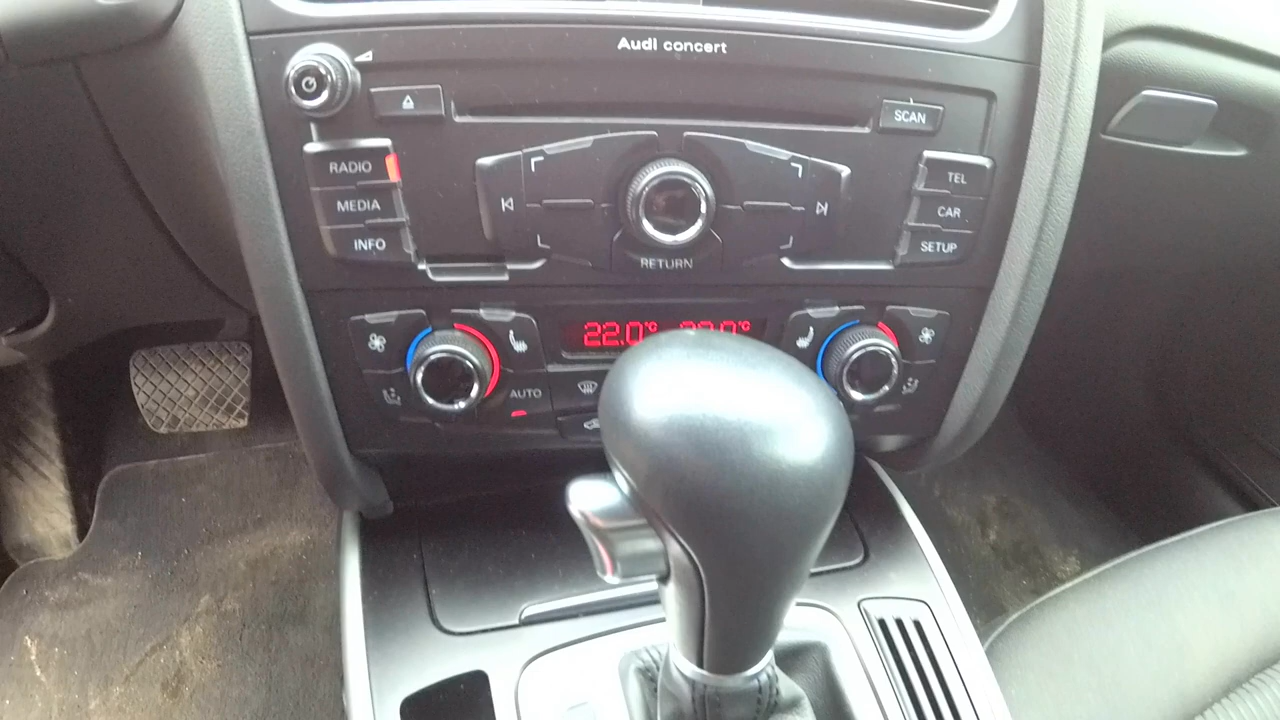 Audi concert
SCAN
RADIO
MEDIA
INFO
TEL
CAR
SETUP
RETURN
22.0°C
AUTO